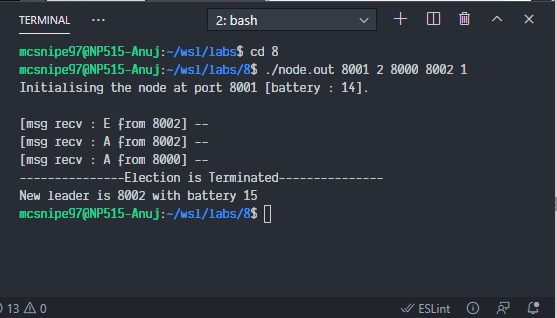 TERMINAL ··· 2: bash
mcsnipe97@NP515-Anuj:~/wsl/labs$ cd 8
mcsnipe97@NP515-Anuj:~/wsl/labs/8$ ./node.out 8001 2 8000 8002 1
Initialising the node at port 8001 [battery : 14].
[msg recv : E from 8002] --
[msg recv : A from 8002] --
[msg recv : A from 8000] --
---------------Election is Terminated---------------
New leader is 8002 with battery 15
mcsnipe97@NP515-Anuj:~/wsl/labs/8$
13 0 ESLint